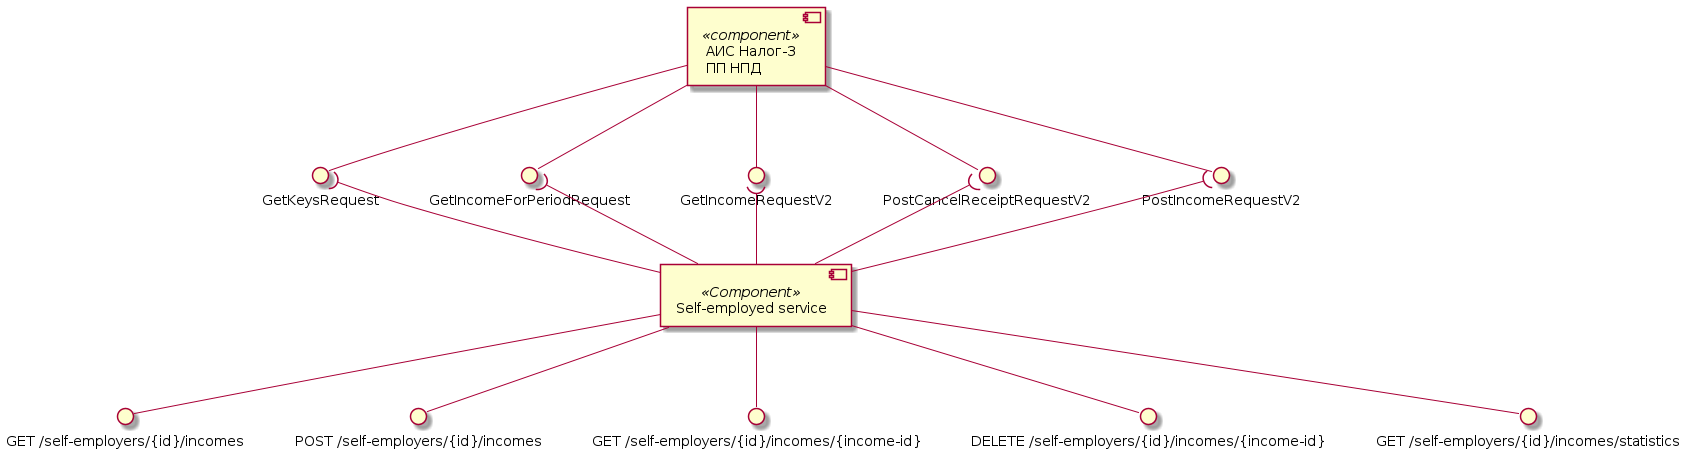 «component»
АИС Налог-3
ПП НПД
GetKeysRequest
GetIncomeForPeriodRequest
GetIncomeRequestV2
PostCancelReceiptRequestV2
PostIncomeRequestV2
«Component»
Self-employed service
GET /self-employers/{id}/incomes
POST /self-employers/{id}/incomes
GET /self-employers/{id}/incomes/{income-id}
DELETE /self-employers/{id}/incomes/{income-id}
GET /self-employers/{id}/incomes/statistics